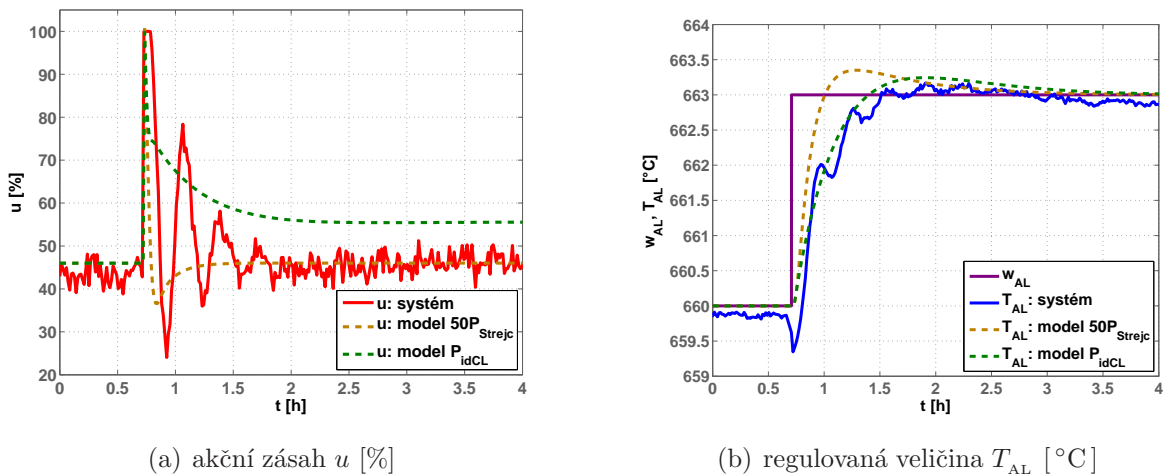 100
90
80
70
60
50
40
30
20
u [%]
0 0.5 1 1.5 2 2.5 3 3.5 4
t [h]
u: systém
u: model 50P_Strejc
u: model P_idCL
(a) akční zásah u [%]
664
663.5
663
662.5
662
661.5
661
660.5
660
659.5
659
w_AL, T_AL [°C]
0 0.5 1 1.5 2 2.5 3 3.5 4
t [h]
w_AL
T_AL: systém
T_AL: model 50P_Strejc
T_AL: model P_idCL
(b) regulovaná veličina T_AL [°C]